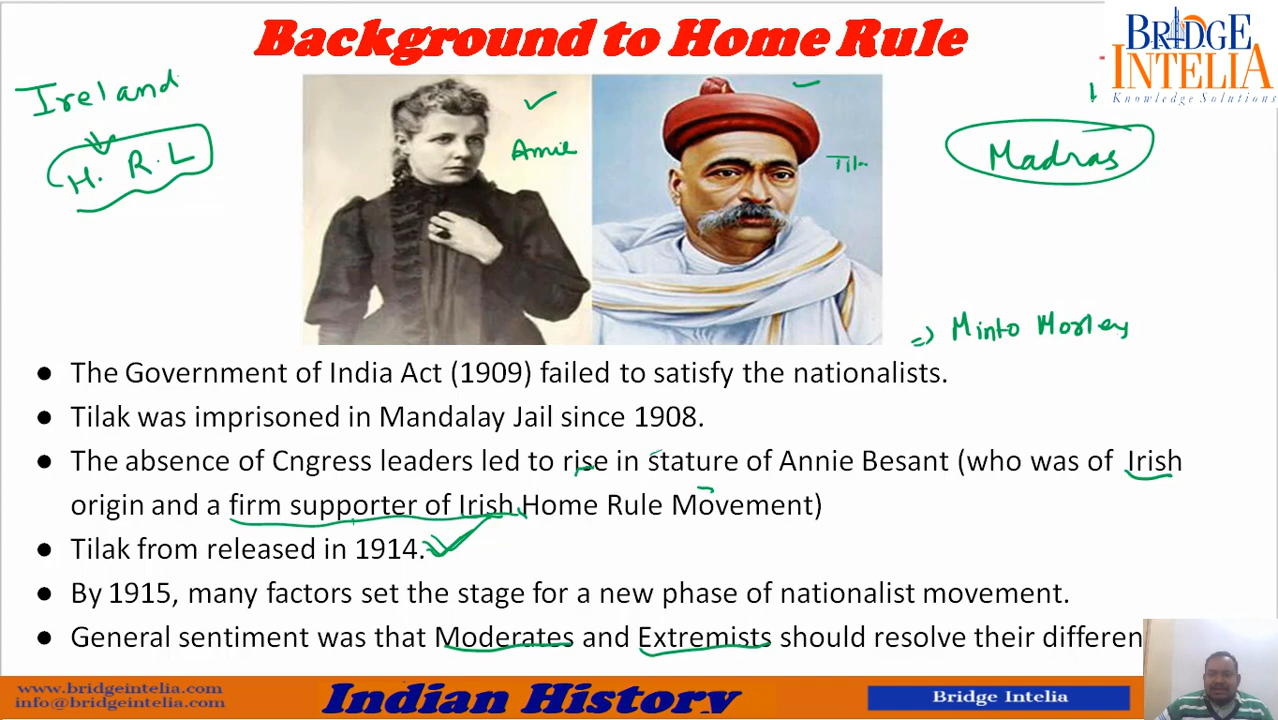 Background to Home Rule
BRIDGE
INTELIA
Knowledge Solutions
Ireland
H. R. L
Annie
Tila
Madras
=> Minto Morley
● The Government of India Act (1909) failed to satisfy the nationalists.
● Tilak was imprisoned in Mandalay Jail since 1908.
● The absence of Cngress leaders led to rise in stature of Annie Besant (who was of Irish
origin and a firm supporter of Irish Home Rule Movement)
● Tilak from released in 1914.
● By 1915, many factors set the stage for a new phase of nationalist movement.
● General sentiment was that Moderates and Extremists should resolve their differen
www.bridgeintelia.com
info@bridgeintelia.com
Indian History
Bridge Intelia